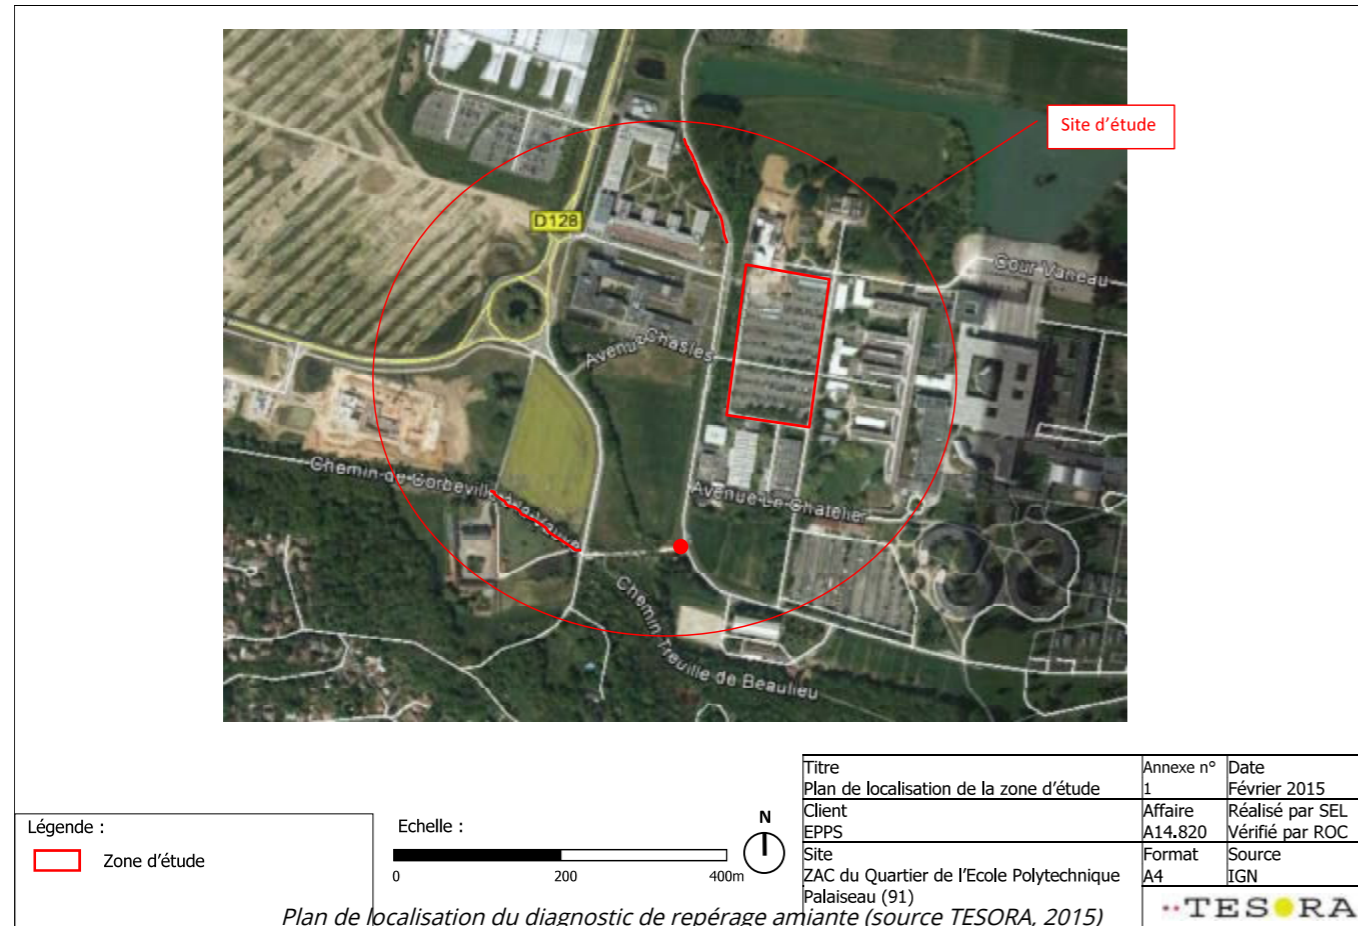 Site d'étude
D128
Cour Vaneau
Avenue Chasles
Chemin de Corbeville à la Vauve
Avenue Le Chatelier
Chemin Treuille de Beaulieu
Légende :
Zone d'étude
Echelle :
0 200 400m
N
Titre
Plan de localisation de la zone d'étude
Annexe n°
1
Date
Février 2015
Client
EPPS
Affaire
A14.820
Réalisé par SEL
Vérifié par ROC
Site
ZAC du Quartier de l'Ecole Polytechnique
Palaiseau (91)
Format
A4
Source
IGN
TESORA
Plan de localisation du diagnostic de repérage amiante (source TESORA, 2015)